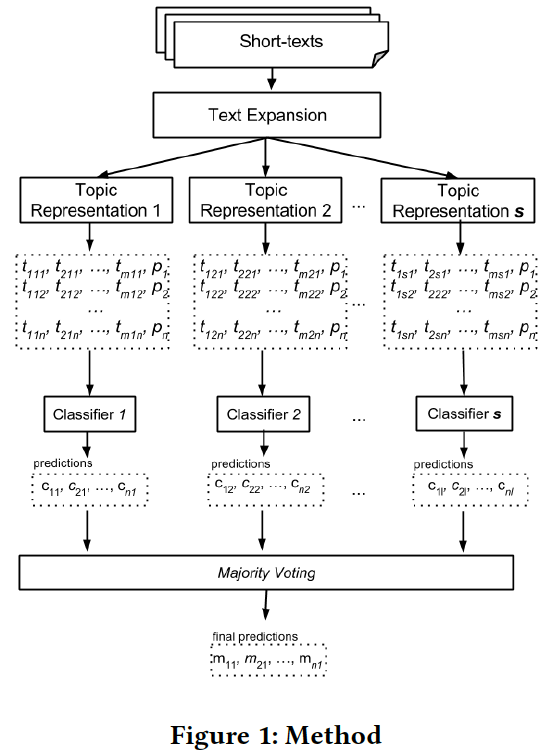 Short-texts
Text Expansion
Topic
Representation 1
Topic
Representation 2
...
Topic
Representation s
t111, t211, ..., tm11, p1
t112, t212, ..., tm12, p2
...
t11n, t21n, ..., tm1n, pn
t121, t221, ..., tm21, p1
t122, t222, ..., tm22, p2
...
t12n, t22n, ..., tm2n, pn
...
t1s1, t2s1, ..., tms1, p1
t1s2, t222, ..., tms2, p2
...
t1sn, t2sn, ..., tmsn, pn
Classifier 1
Classifier 2
...
Classifier s
predictions
c11, c21, ..., cn1
predictions
c12, c22, ..., cn2
...
predictions
c1l, c2l, ..., cnl
Majority Voting
final predictions
m11, m21, ..., mn1
Figure 1: Method